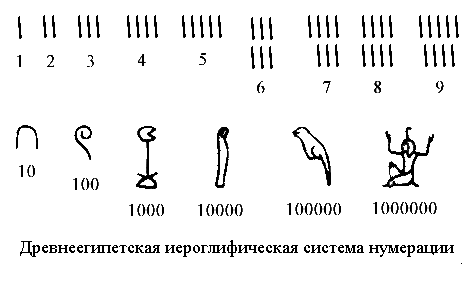 1 2 3 4 5 6 7 8 9
10 100 1000 10000 100000 1000000
Древнеегипетская иероглифическая система нумерации